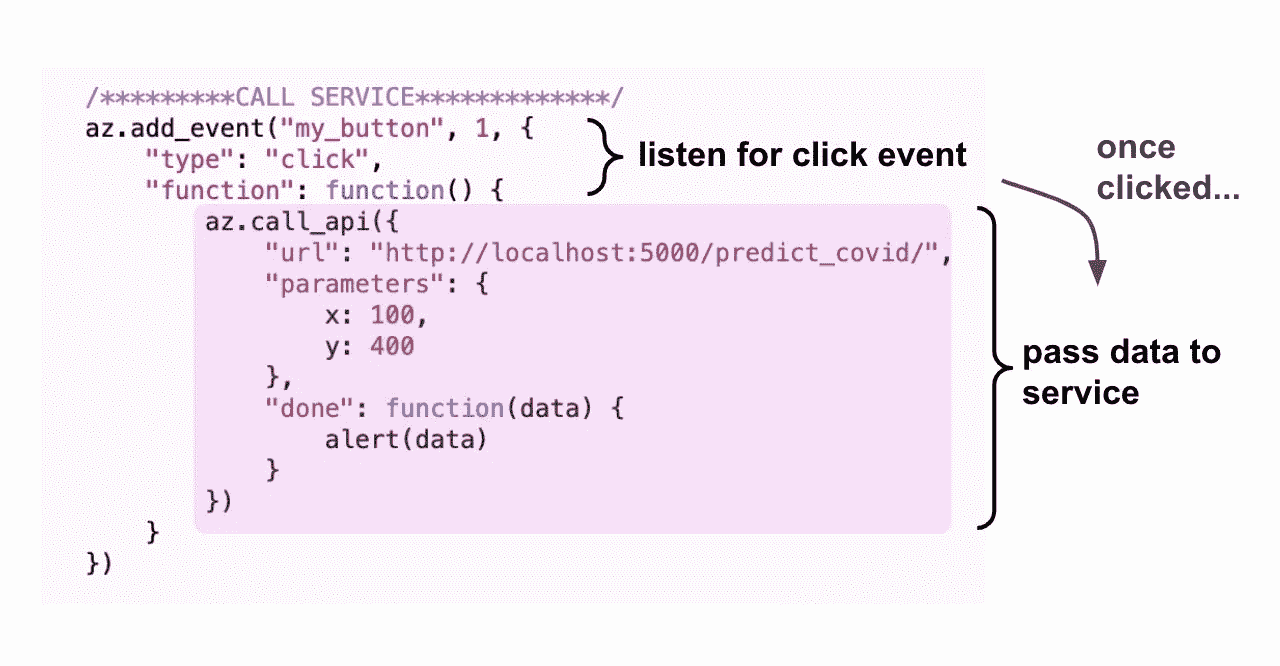 /*********CALL SERVICE*************/
az.add_event("my_button", 1, {
"type": "click",
"function": function() {
az.call_api({
"url": "http://localhost:5000/predict_covid/",
"parameters": {
x: 100,
y: 400
},
"done": function(data) {
alert(data)
}
})
}
})
listen for click event
once
clicked...
pass data to
service